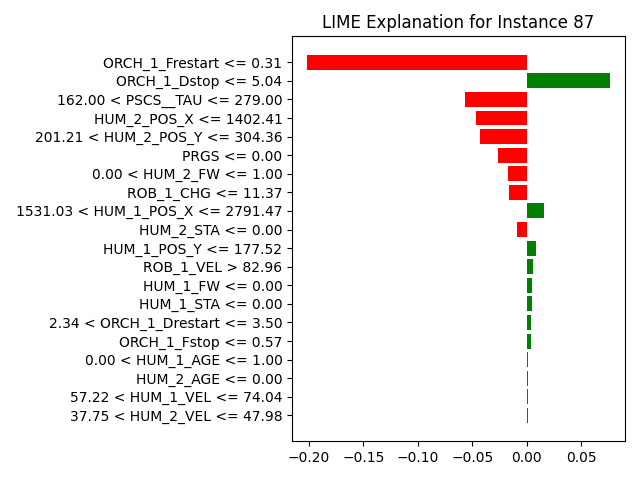 LIME Explanation for Instance 87
ORCH_1_Frestart <= 0.31
ORCH_1_Dstop <= 5.04
162.00 < PSCS__TAU <= 279.00
HUM_2_POS_X <= 1402.41
201.21 < HUM_2_POS_Y <= 304.36
PRGS <= 0.00
0.00 < HUM_2_FW <= 1.00
ROB_1_CHG <= 11.37
1531.03 < HUM_1_POS_X <= 2791.47
HUM_2_STA <= 0.00
HUM_1_POS_Y <= 177.52
ROB_1_VEL > 82.96
HUM_1_FW <= 0.00
HUM_1_STA <= 0.00
2.34 < ORCH_1_Drestart <= 3.50
ORCH_1_Fstop <= 0.57
0.00 < HUM_1_AGE <= 1.00
HUM_2_AGE <= 0.00
57.22 < HUM_1_VEL <= 74.04
37.75 < HUM_2_VEL <= 47.98
−0.20 −0.15 −0.10 −0.05 0.00 0.05